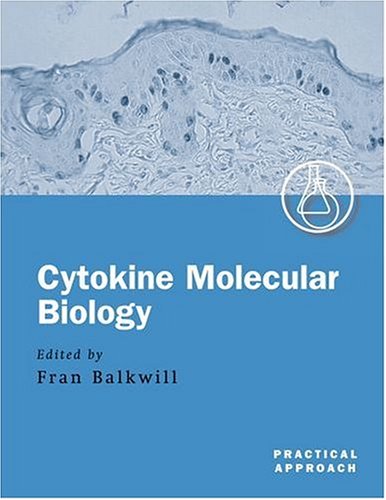 Cytokine Molecular
Biology
Edited by
Fran Balkwill
PRACTICAL
APPROACH